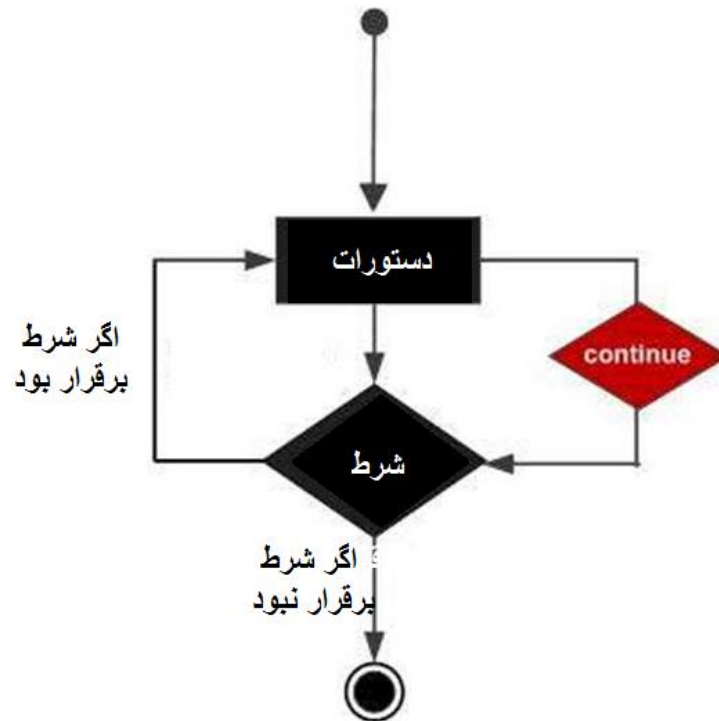 دستورات
اگر شرط
برقرار بود
continue
شرط
اگر شرط
برقرار نبود